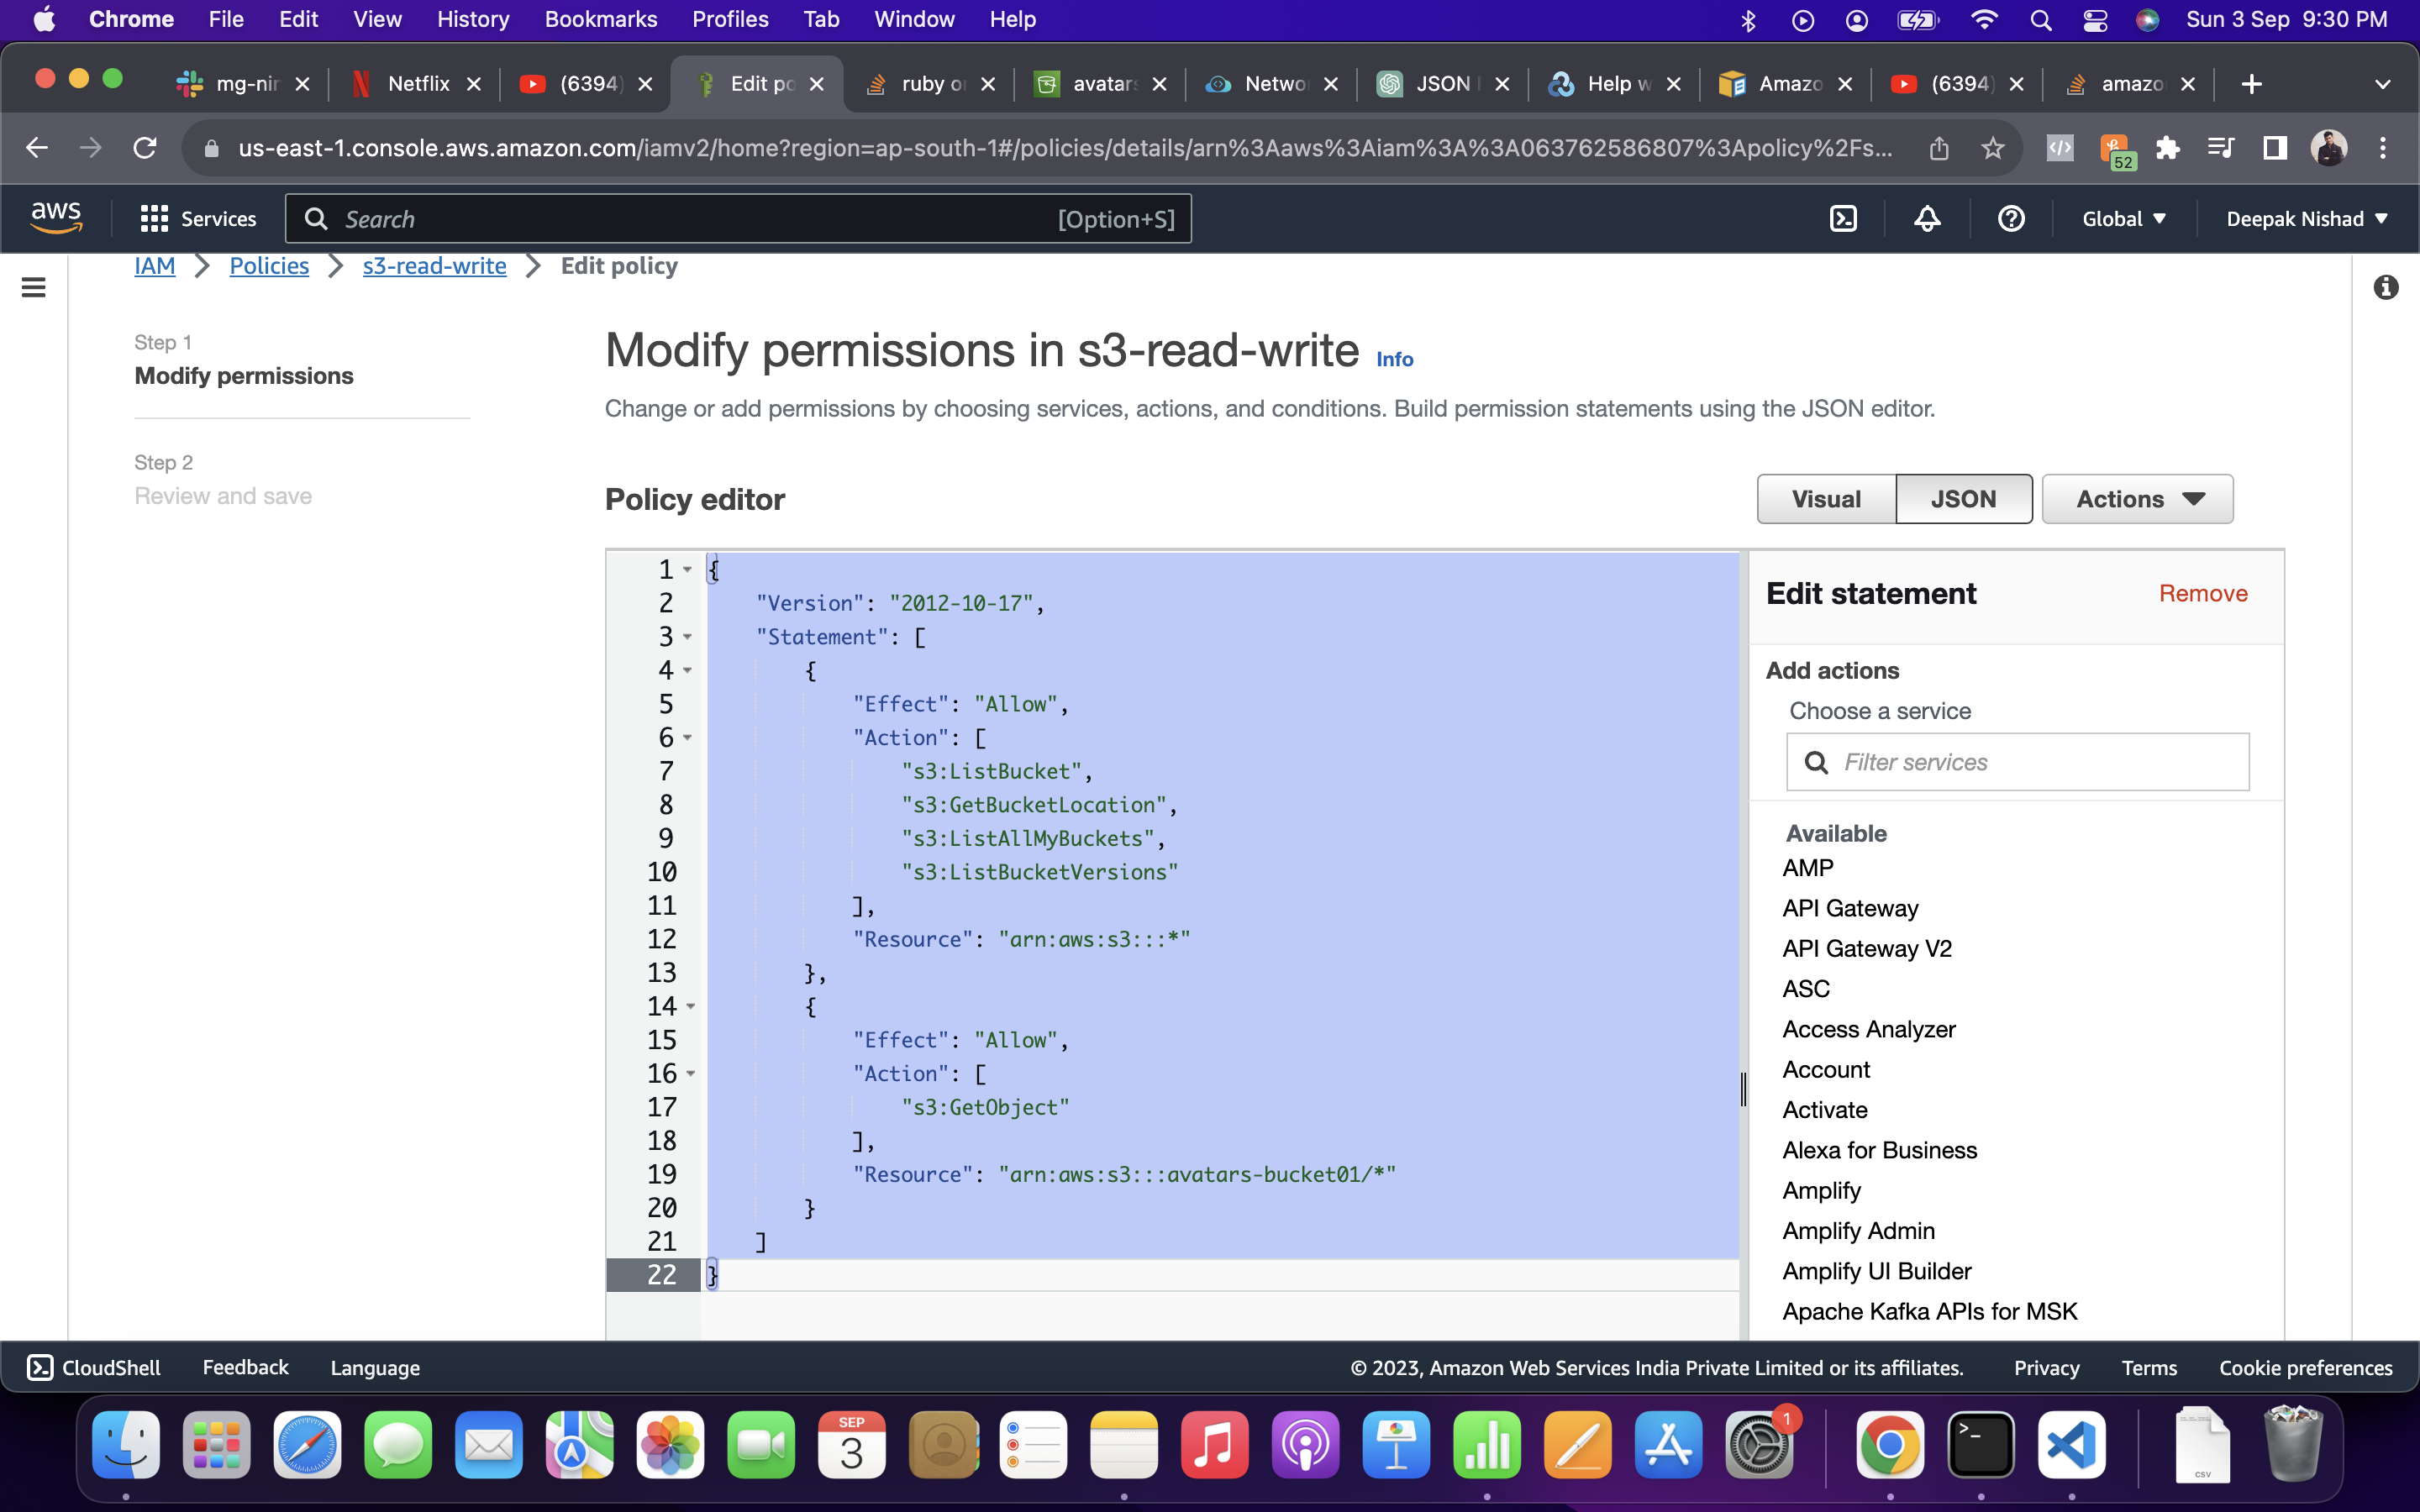 Chrome File Edit View History Bookmarks Profiles Tab Window Help Sun 3 Sep 9:30 PM
mg-nin Netflix (6394) Edit po ruby or avatars Netwo JSON Help w Amazo (6394) amazo
us-east-1.console.aws.amazon.com/iamv2/home?region=ap-south-1#/policies/details/arn%3Aaws%3Aiam%3A%3A063762586807%3Apolicy%2Fs... 52
aws Services Search [Option+S] Global Deepak Nishad
IAM Policies s3-read-write Edit policy
Step 1
Modify permissions
Step 2
Review and save
Modify permissions in s3-read-write Info
Change or add permissions by choosing services, actions, and conditions. Build permission statements using the JSON editor.
Policy editor Visual JSON Actions
1 {
2 "Version": "2012-10-17",
3 "Statement": [
4 {
5 "Effect": "Allow",
6 "Action": [
7 "s3:ListBucket",
8 "s3:GetBucketLocation",
9 "s3:ListAllMyBuckets",
10 "s3:ListBucketVersions"
11 ],
12 "Resource": "arn:aws:s3:::*"
13 },
14 {
15 "Effect": "Allow",
16 "Action": [
17 "s3:GetObject"
18 ],
19 "Resource": "arn:aws:s3:::avatars-bucket01/*"
20 }
21 ]
22 }
Edit statement Remove
Add actions
Choose a service
Filter services
Available
AMP
API Gateway
API Gateway V2
ASC
Access Analyzer
Account
Activate
Alexa for Business
Amplify
Amplify Admin
Amplify UI Builder
Apache Kafka APIs for MSK
CloudShell Feedback Language © 2023, Amazon Web Services India Private Limited or its affiliates. Privacy Terms Cookie preferences
SEP
3
1
CSV